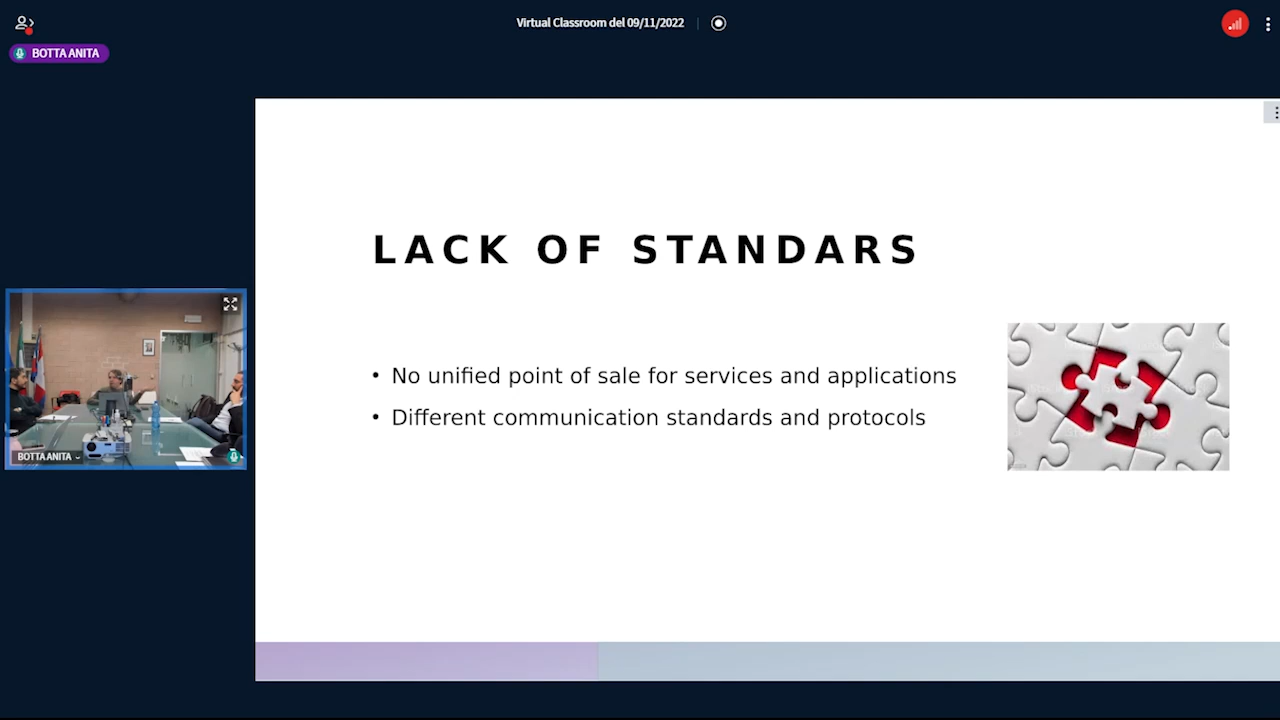 Virtual Classroom del 09/11/2022
BOTTA ANITA
LACK OF STANDARS
• No unified point of sale for services and applications
• Different communication standards and protocols
BOTTA ANITA